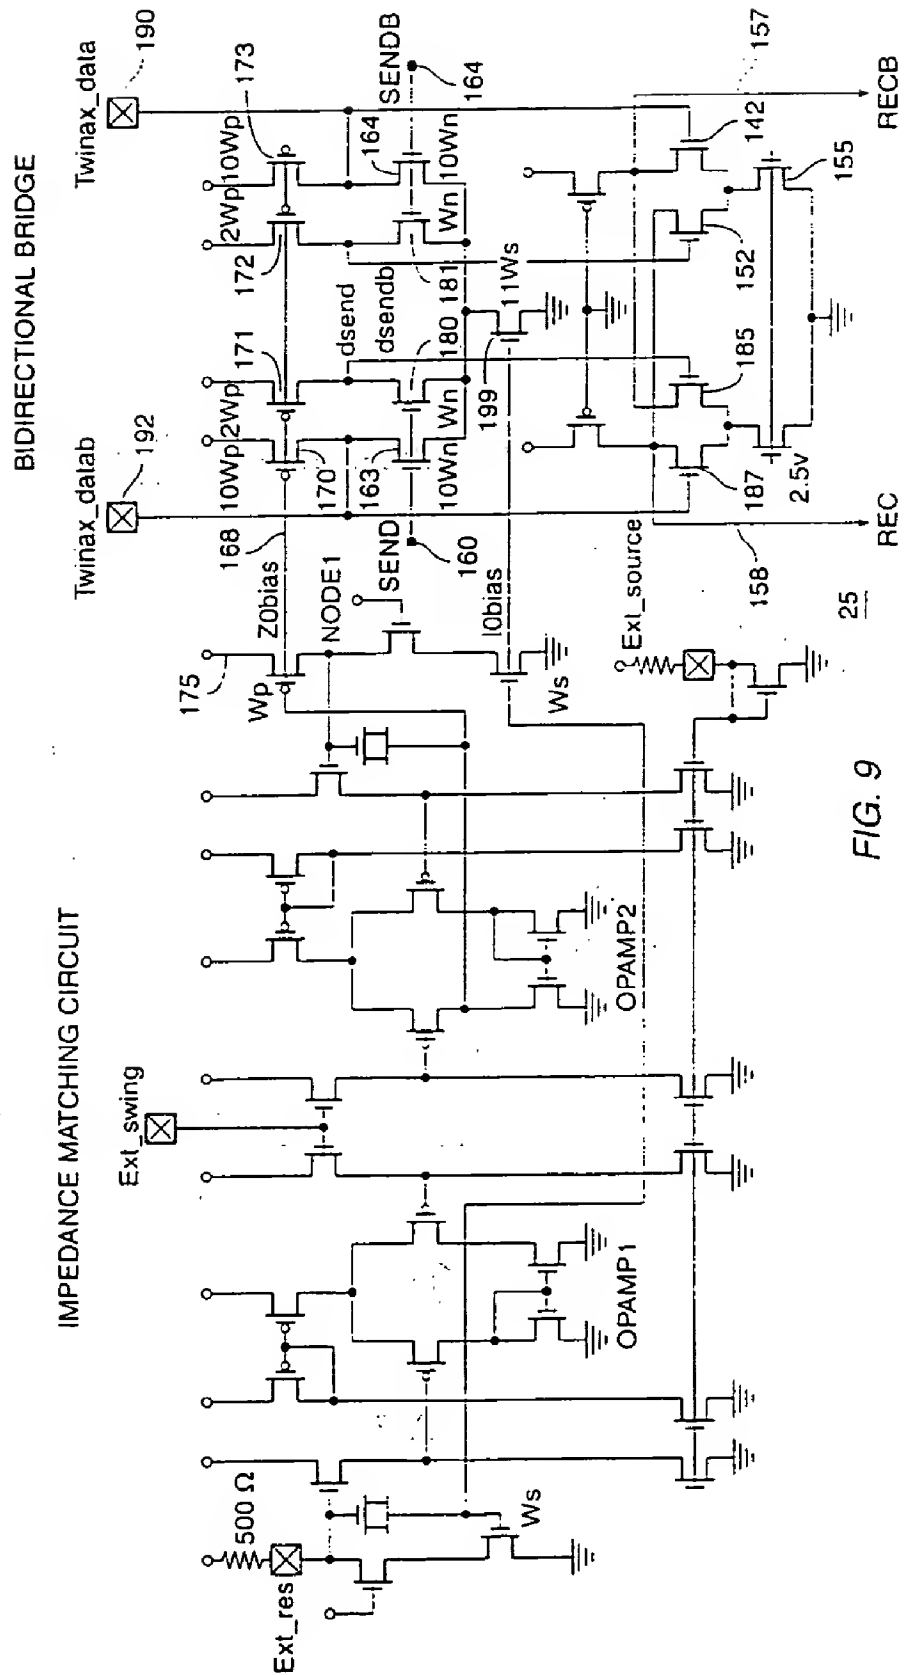 IMPEDANCE MATCHING CIRCUIT
BIDIRECTIONAL BRIDGE
Ext_swing
Twinax_datab
192
Twinax_data
190
500 Ω
Ext_res
Ws
OPAMP1
OPAMP2
175
Wp
Z0bias
168
NODE1
SEND
160
I0bias
Ws
10Wp
2Wp
171
170
163
10Wn
Wn
180
dsend
dsendb
2Wp
10Wp
173
172
164
181
Wn
10Wn
SENDB
164
199
11Ws
Ext_source
158
187
185
2.5v
152
142
155
157
REC
RECB
25
FIG. 9